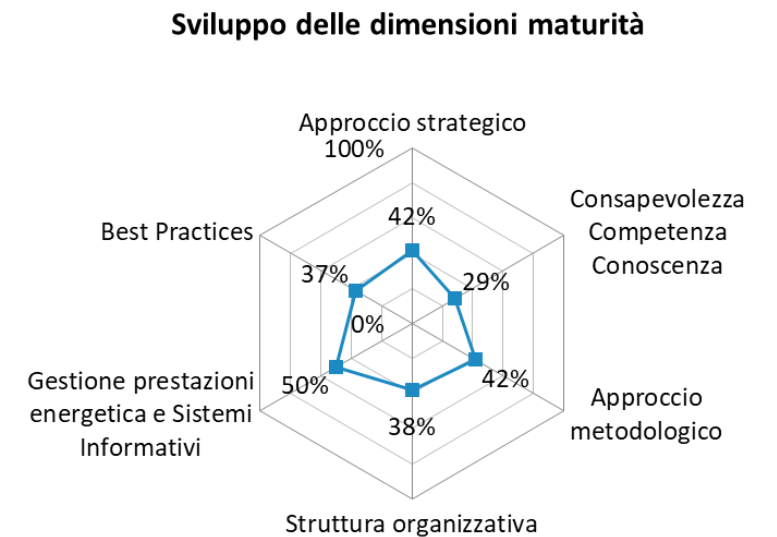 Sviluppo delle dimensioni maturità
Approccio strategico
100%
Consapevolezza
Competenza
Conoscenza
42%
Best Practices
37%
29%
0%
Gestione prestazioni
energetica e Sistemi
Informativi
50%
42%
Approccio
metodologico
38%
Struttura organizzativa